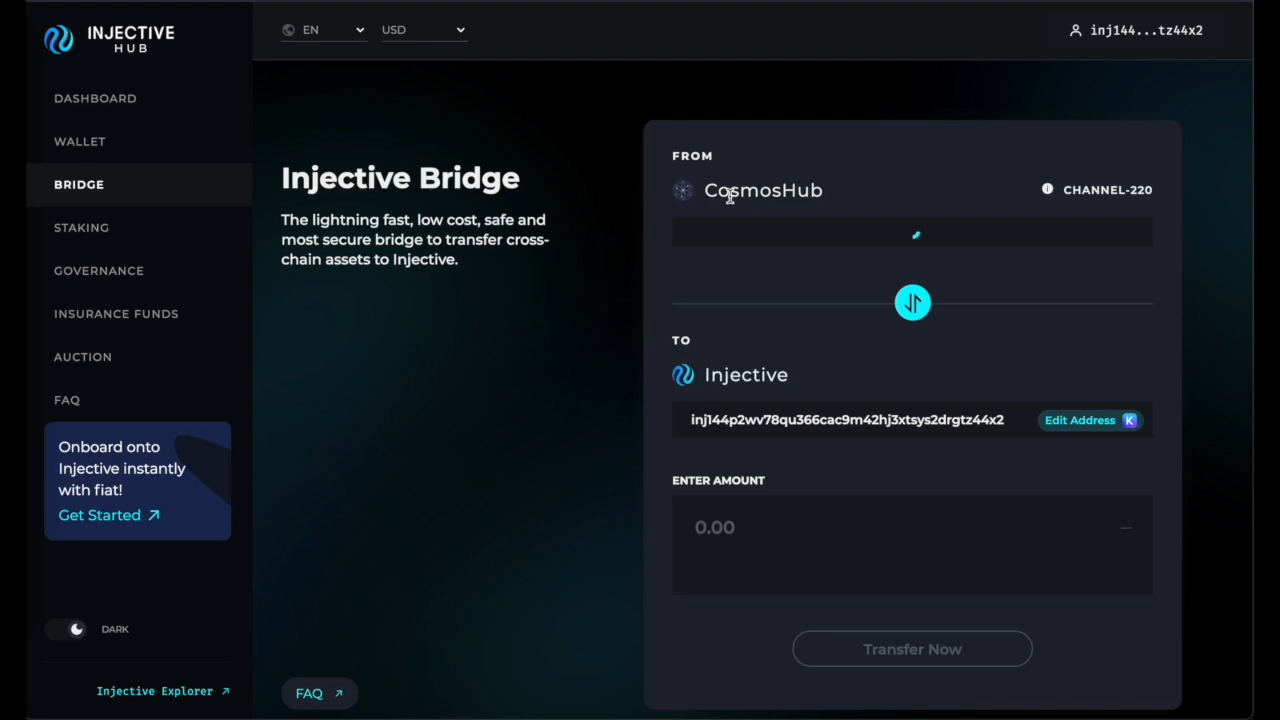 INJECTIVE
HUB
DASHBOARD
WALLET
BRIDGE
STAKING
GOVERNANCE
INSURANCE FUNDS
AUCTION
FAQ
Onboard onto
Injective instantly
with fiat!
Get Started
DARK
Injective Explorer
EN
USD
inj144...tz44x2
Injective Bridge
The lightning fast, low cost, safe and
most secure bridge to transfer cross-
chain assets to Injective.
FAQ
FROM
CosmosHub
CHANNEL-220
TO
Injective
inj144p2wv78qu366cac9m42hj3xtsys2drgtz44x2
Edit Address K
ENTER AMOUNT
0.00
Transfer Now